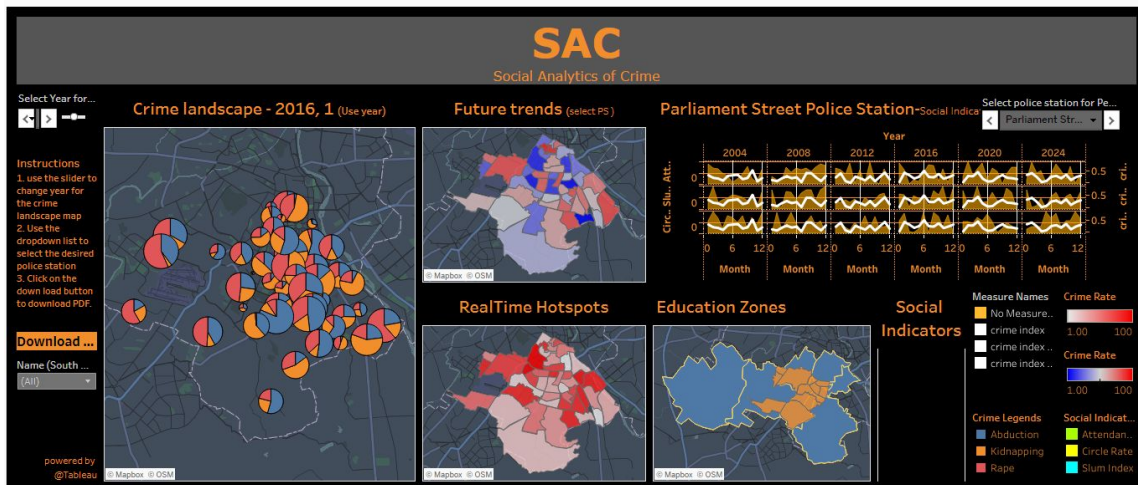 SAC
Social Analytics of Crime
Select Year for...
Crime landscape - 2016, 1 (Use year)
Future trends (select PS )
Parliament Street Police Station-Social Indica
Select police station for Pe...
Parliament Str...
Instructions
1. use the slider to
change year for
the crime
landscape map
2. Use the
dropdown list to
select the desired
police station
3. Click on the
down load button
to download PDF.
Download ...
Name (South ...
(All)
powered by
@Tableau
© Mapbox © OSM
© Mapbox © OSM
Year
2004 2008 2012 2016 2020 2024
Att..
Slu..
Circ..
0
0
0
0.5
0.5
0.5
cri..
cri..
cri..
0 6 12 0 6 12 0 6 12 0 6 12 0 6 12 0 6 12
Month Month Month Month Month Month
RealTime Hotspots
© Mapbox © OSM
Education Zones
© Mapbox © OSM
Social
Indicators
Measure Names
No Measure..
crime index
crime index ..
crime index ..
Crime Rate
1.00 100
Crime Rate
1.00 100
Crime Legends
Abduction
Kidnapping
Rape
Social Indicat...
Attendan..
Circle Rate
Slum Index